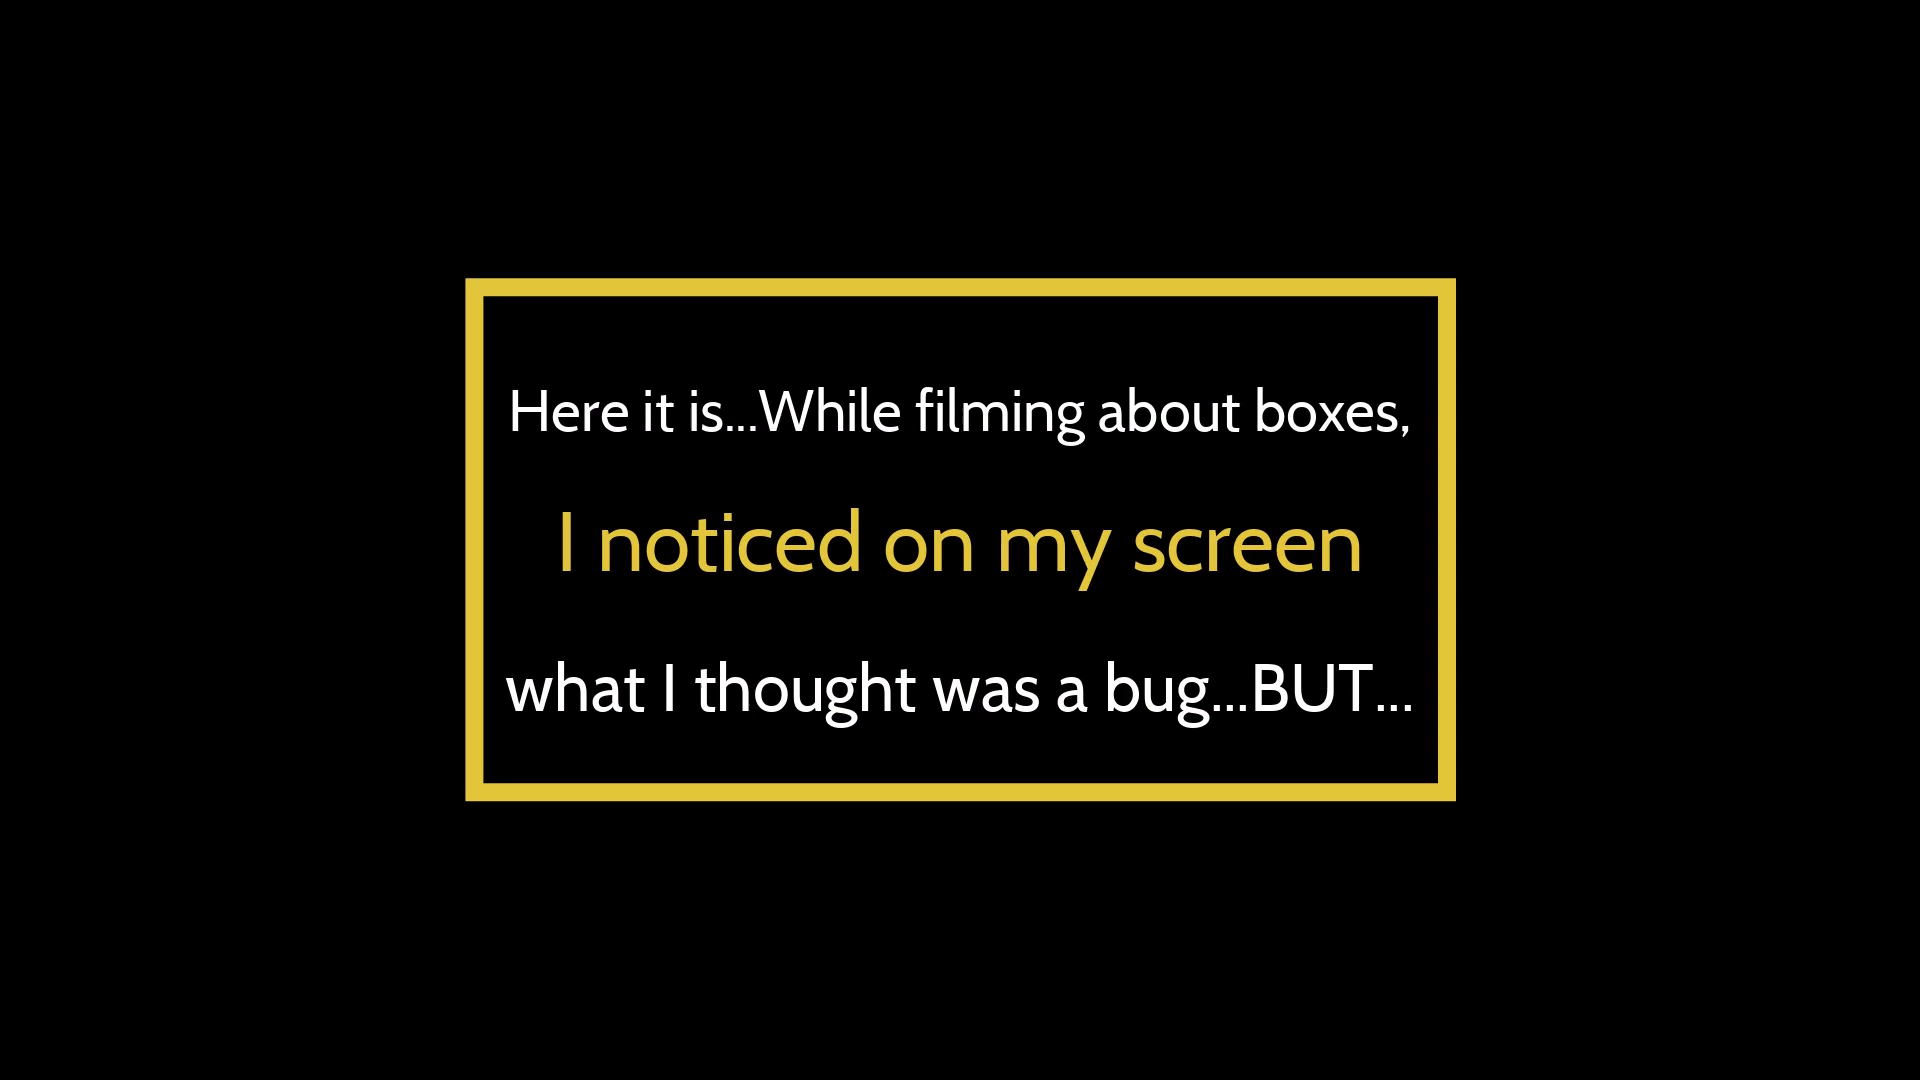 Here it is...While filming about boxes,
I noticed on my screen
what I thought was a bug...BUT...